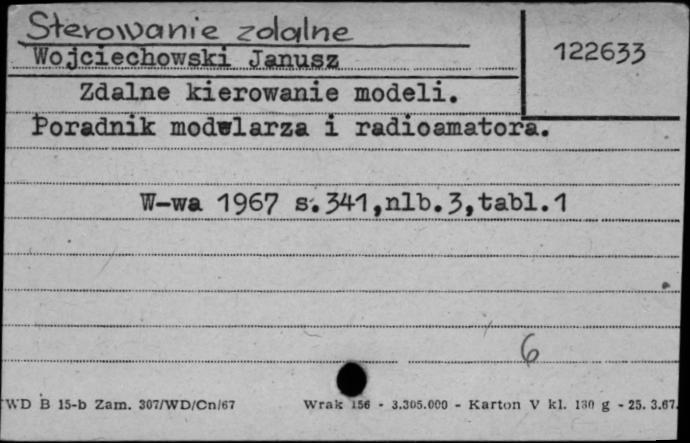 Sterowanie zdalne
122633
Wojciechowski Janusz
Zdalne kierowanie modeli.
Poradnik modelarza i radioamatora.
W-wa 1967 s.341,nlb.3,tabl.1
6
WD B 15-b Zam. 307/WD/Cn/67 Wrak 156 - 3.305.000 - Karton V kl. 130 g - 25. 3.67.